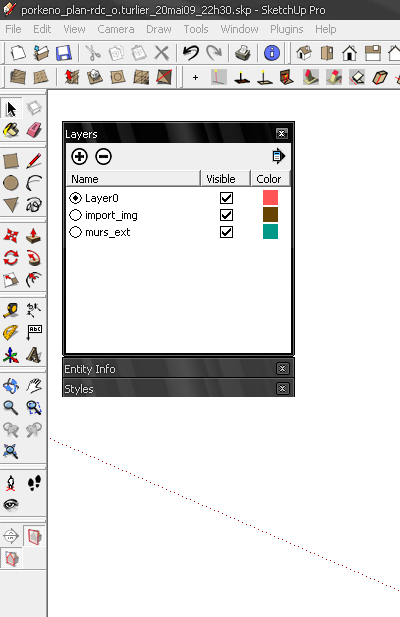 porkeno_plan-rdc_o.turlier_20mai09_22h30.skp - SketchUp Pro
File Edit View Camera Draw Tools Window Plugins Help
Layers
Name Visible Color
Layer0
import_img
murs_ext
Entity Info
Styles
ABC